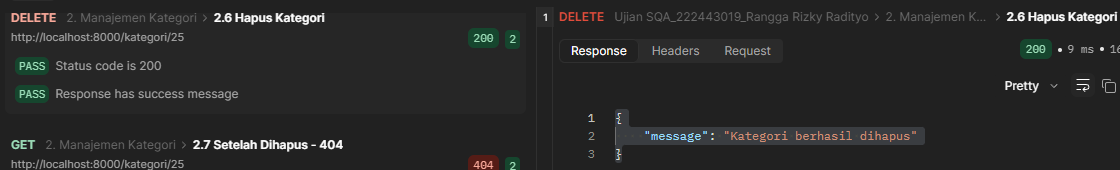 DELETE 2. Manajemen Kategori > 2.6 Hapus Kategori
http://localhost:8000/kategori/25 200 2
PASS Status code is 200
PASS Response has success message
GET 2. Manajemen Kategori > 2.7 Setelah Dihapus - 404
http://localhost:8000/kategori/25 404 2
1 DELETE Ujian SQA_222443019_Rangga Rizky Radityo > 2. Manajemen K... > 2.6 Hapus Kategori
Response Headers Request 200 • 9 ms • 16
Pretty
1 {
2 "message": "Kategori berhasil dihapus"
3 }